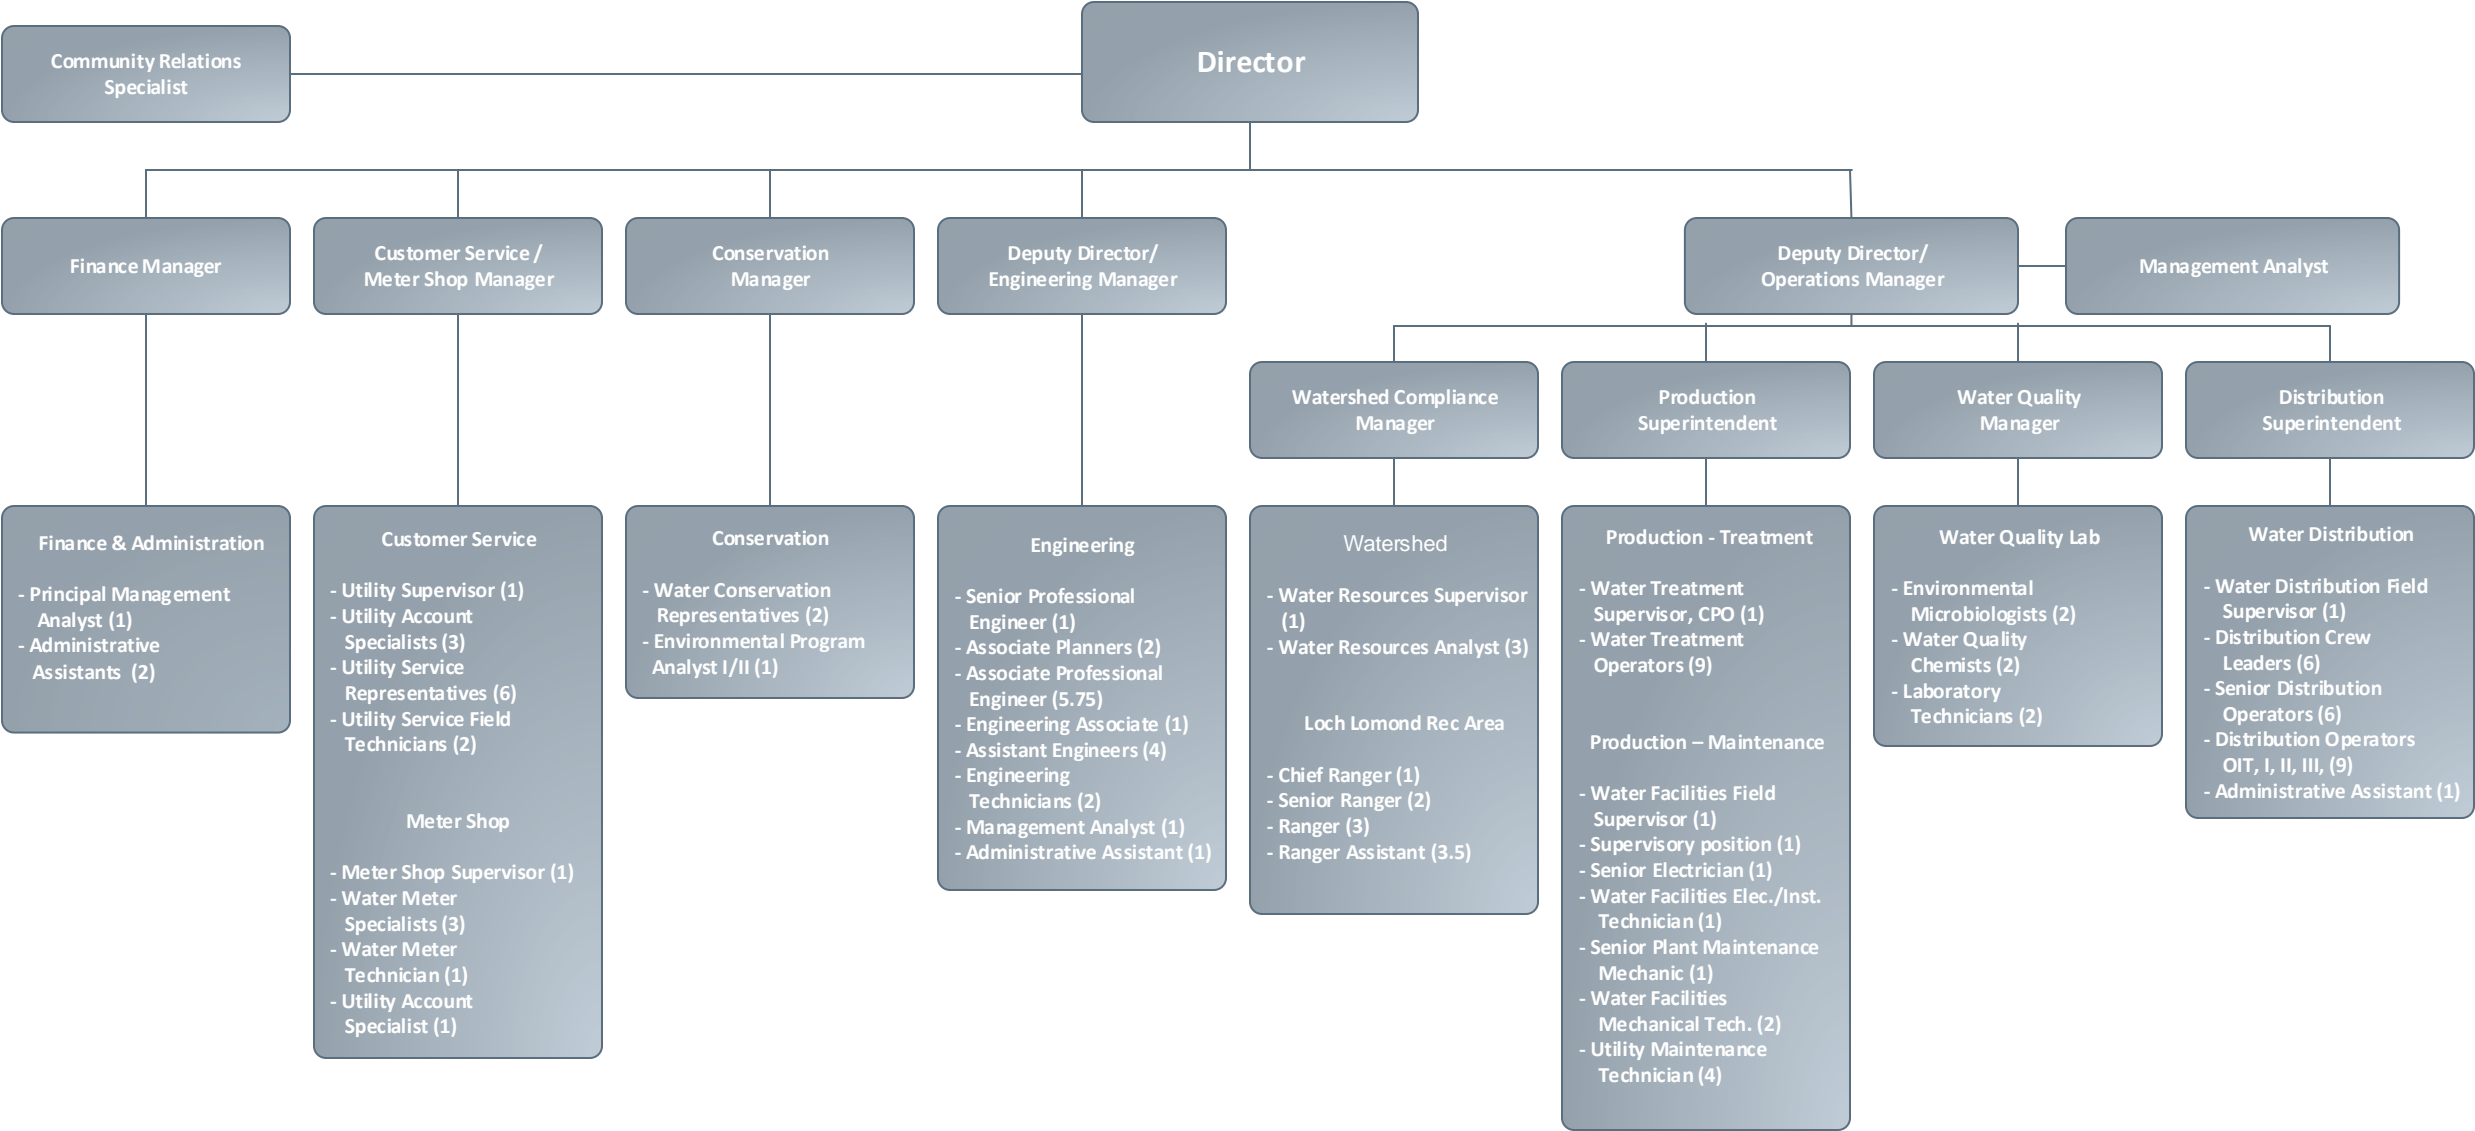 Community Relations
Specialist
Director
Finance Manager
Customer Service /
Meter Shop Manager
Conservation
Manager
Deputy Director/
Engineering Manager
Deputy Director/
Operations Manager
Management Analyst
Watershed Compliance
Manager
Production
Superintendent
Water Quality
Manager
Distribution
Superintendent
Finance & Administration
- Principal Management
Analyst (1)
- Administrative
Assistants (2)
Customer Service
- Utility Supervisor (1)
- Utility Account
Specialists (3)
- Utility Service
Representatives (6)
- Utility Service Field
Technicians (2)
Meter Shop
- Meter Shop Supervisor (1)
- Water Meter
Specialists (3)
- Water Meter
Technician (1)
- Utility Account
Specialist (1)
Conservation
- Water Conservation
Representatives (2)
- Environmental Program
Analyst I/II (1)
Engineering
- Senior Professional
Engineer (1)
- Associate Planners (2)
- Associate Professional
Engineer (5.75)
- Engineering Associate (1)
- Assistant Engineers (4)
- Engineering
Technicians (2)
- Management Analyst (1)
- Administrative Assistant (1)
Watershed
- Water Resources Supervisor
(1)
- Water Resources Analyst (3)
Loch Lomond Rec Area
- Chief Ranger (1)
- Senior Ranger (2)
- Ranger (3)
- Ranger Assistant (3.5)
Production - Treatment
- Water Treatment
Supervisor, CPO (1)
- Water Treatment
Operators (9)
Production – Maintenance
- Water Facilities Field
Supervisor (1)
- Supervisory position (1)
- Senior Electrician (1)
- Water Facilities Elec./Inst.
Technician (1)
- Senior Plant Maintenance
Mechanic (1)
- Water Facilities
Mechanical Tech. (2)
- Utility Maintenance
Technician (4)
Water Quality Lab
- Environmental
Microbiologists (2)
- Water Quality
Chemists (2)
- Laboratory
Technicians (2)
Water Distribution
- Water Distribution Field
Supervisor (1)
- Distribution Crew
Leaders (6)
- Senior Distribution
Operators (6)
- Distribution Operators
OIT, I, II, III, (9)
- Administrative Assistant (1)